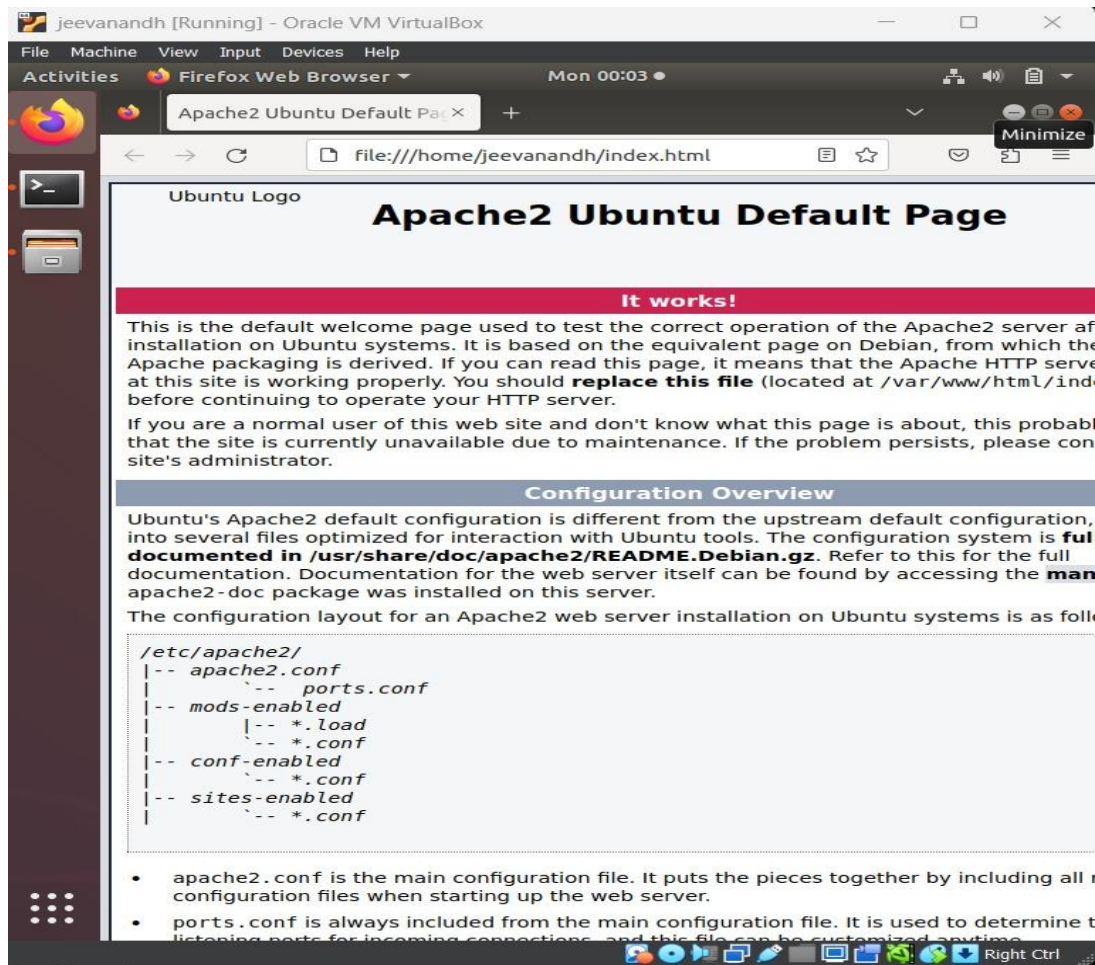 jeevanandh [Running] - Oracle VM VirtualBox
File Machine View Input Devices Help
Activities Firefox Web Browser Mon 00:03
Apache2 Ubuntu Default Pa
Minimize
file:///home/jeevanandh/index.html
Ubuntu Logo
Apache2 Ubuntu Default Page
It works!
This is the default welcome page used to test the correct operation of the Apache2 server af
installation on Ubuntu systems. It is based on the equivalent page on Debian, from which the
Apache packaging is derived. If you can read this page, it means that the Apache HTTP serve
at this site is working properly. You should replace this file (located at /var/www/html/ind
before continuing to operate your HTTP server.
If you are a normal user of this web site and don't know what this page is about, this probabl
that the site is currently unavailable due to maintenance. If the problem persists, please con
site's administrator.
Configuration Overview
Ubuntu's Apache2 default configuration is different from the upstream default configuration,
into several files optimized for interaction with Ubuntu tools. The configuration system is ful
documented in /usr/share/doc/apache2/README.Debian.gz. Refer to this for the full
documentation. Documentation for the web server itself can be found by accessing the man
apache2-doc package was installed on this server.
The configuration layout for an Apache2 web server installation on Ubuntu systems is as foll
/etc/apache2/
|-- apache2.conf
|       `--  ports.conf
|-- mods-enabled
|       |-- *.load
|       `-- *.conf
|-- conf-enabled
|       `-- *.conf
|-- sites-enabled
|       `-- *.conf
• apache2.conf is the main configuration file. It puts the pieces together by including all
configuration files when starting up the web server.
• ports.conf is always included from the main configuration file. It is used to determine t
listening ports for incoming connections, and this file can be customized anytime
Right Ctrl